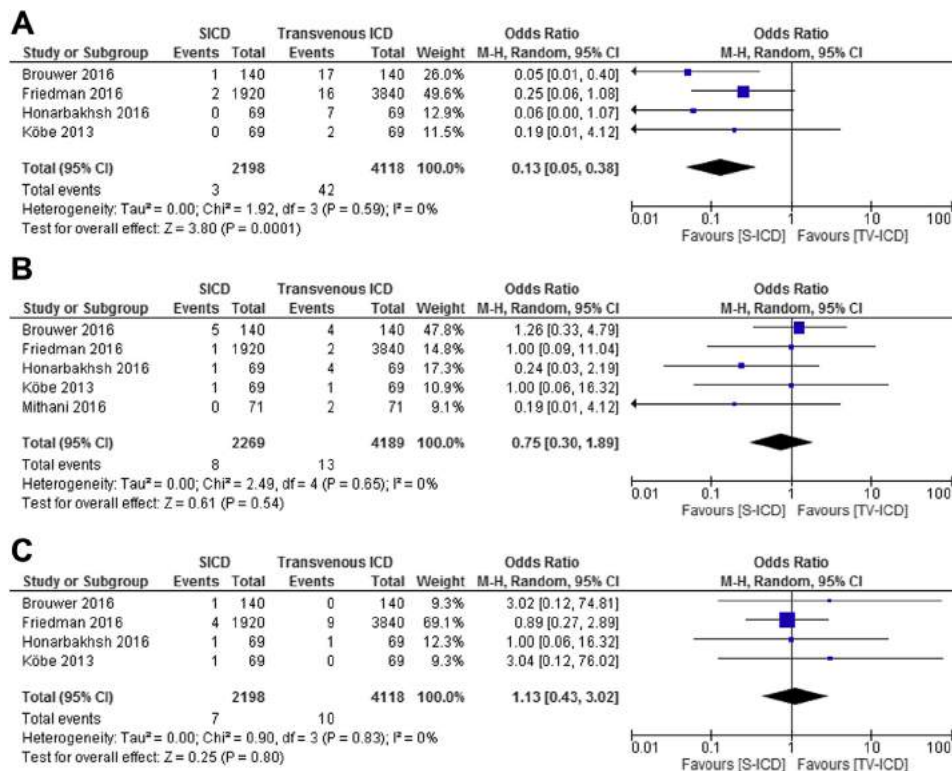 A
SICD Transvenous ICD Odds Ratio Odds Ratio
Study or Subgroup Events Total Events Total Weight M-H, Random, 95% CI M-H, Random, 95% CI
Brouwer 2016 1 140 17 140 26.0% 0.05 [0.01, 0.40]
Friedman 2016 2 1920 16 3840 49.6% 0.25 [0.06, 1.08]
Honarbakhsh 2016 0 69 7 69 12.9% 0.06 [0.00, 1.07]
Köbe 2013 0 69 2 69 11.5% 0.19 [0.01, 4.12]
Total (95% CI) 2198 4118 100.0% 0.13 [0.05, 0.38]
Total events 3 42
Heterogeneity: Tau² = 0.00; Chi² = 1.92, df = 3 (P = 0.59); I² = 0%
Test for overall effect: Z = 3.80 (P = 0.0001)
0.01 0.1 1 10 100
Favours [S-ICD] Favours [TV-ICD]
B
SICD Transvenous ICD Odds Ratio Odds Ratio
Study or Subgroup Events Total Events Total Weight M-H, Random, 95% CI M-H, Random, 95% CI
Brouwer 2016 5 140 4 140 47.8% 1.26 [0.33, 4.79]
Friedman 2016 1 1920 2 3840 14.8% 1.00 [0.09, 11.04]
Honarbakhsh 2016 1 69 4 69 17.3% 0.24 [0.03, 2.19]
Köbe 2013 1 69 1 69 10.9% 1.00 [0.06, 16.32]
Mithani 2016 0 71 2 71 9.1% 0.19 [0.01, 4.12]
Total (95% CI) 2269 4189 100.0% 0.75 [0.30, 1.89]
Total events 8 13
Heterogeneity: Tau² = 0.00; Chi² = 2.49, df = 4 (P = 0.65); I² = 0%
Test for overall effect: Z = 0.61 (P = 0.54)
0.01 0.1 1 10 100
Favours [S-ICD] Favours [TV-ICD]
C
SICD Transvenous ICD Odds Ratio Odds Ratio
Study or Subgroup Events Total Events Total Weight M-H, Random, 95% CI M-H, Random, 95% CI
Brouwer 2016 1 140 0 140 9.3% 3.02 [0.12, 74.81]
Friedman 2016 4 1920 9 3840 69.1% 0.89 [0.27, 2.89]
Honarbakhsh 2016 1 69 1 69 12.3% 1.00 [0.06, 16.32]
Köbe 2013 1 69 0 69 9.3% 3.04 [0.12, 76.02]
Total (95% CI) 2198 4118 100.0% 1.13 [0.43, 3.02]
Total events 7 10
Heterogeneity: Tau² = 0.00; Chi² = 0.90, df = 3 (P = 0.83); I² = 0%
Test for overall effect: Z = 0.25 (P = 0.80)
0.01 0.1 1 10 100
Favours [S-ICD] Favours [TV-ICD]